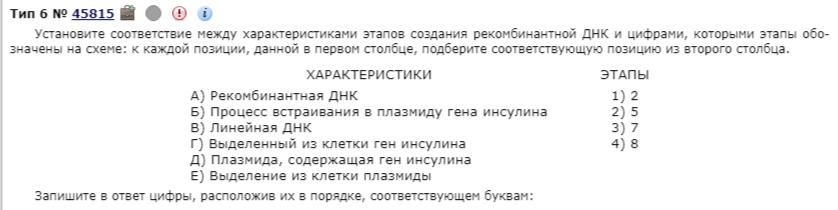 Тип 6 № 45815
Установите соответствие между характеристиками этапов создания рекомбинантной ДНК и цифрами, которыми этапы обо-
значены на схеме: к каждой позиции, данной в первом столбце, подберите соответствующую позицию из второго столбца.
ХАРАКТЕРИСТИКИ ЭТАПЫ
А) Рекомбинантная ДНК 1) 2
Б) Процесс встраивания в плазмиду гена инсулина 2) 5
В) Линейная ДНК 3) 7
Г) Выделенный из клетки ген инсулина 4) 8
Д) Плазмида, содержащая ген инсулина
Е) Выделение из клетки плазмиды
Запишите в ответ цифры, расположив их в порядке, соответствующем буквам: